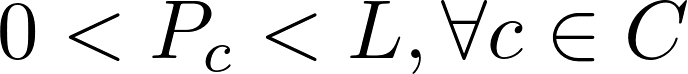 0 < P_c < L, ∀c ∈ C